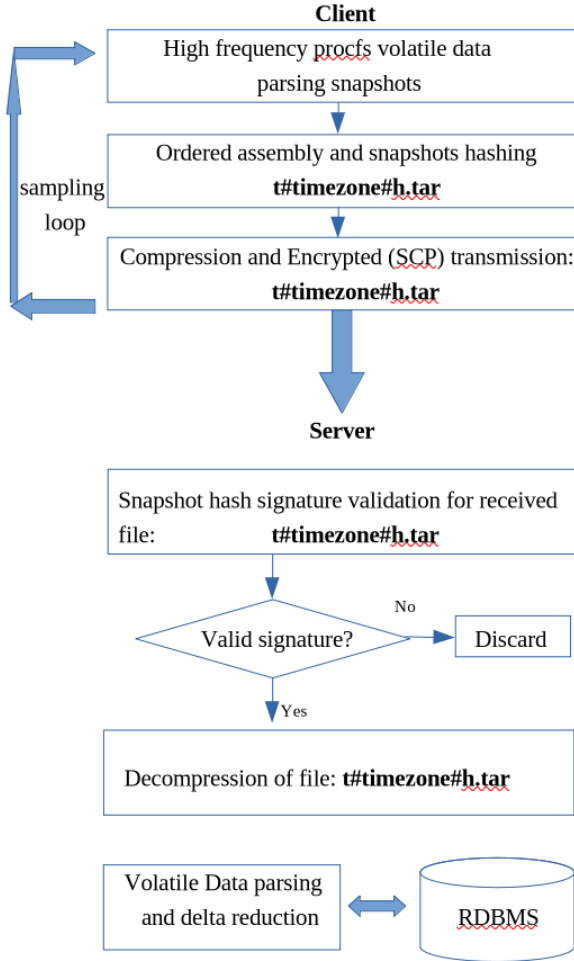 Client
High frequency procfs volatile data
parsing snapshots
Ordered assembly and snapshots hashing
t#timezone#h.tar
sampling
loop
Compression and Encrypted (SCP) transmission:
t#timezone#h.tar
Server
Snapshot hash signature validation for received
file: t#timezone#h.tar
Valid signature?
No
Discard
Yes
Decompression of file: t#timezone#h.tar
Volatile Data parsing
and delta reduction
RDBMS